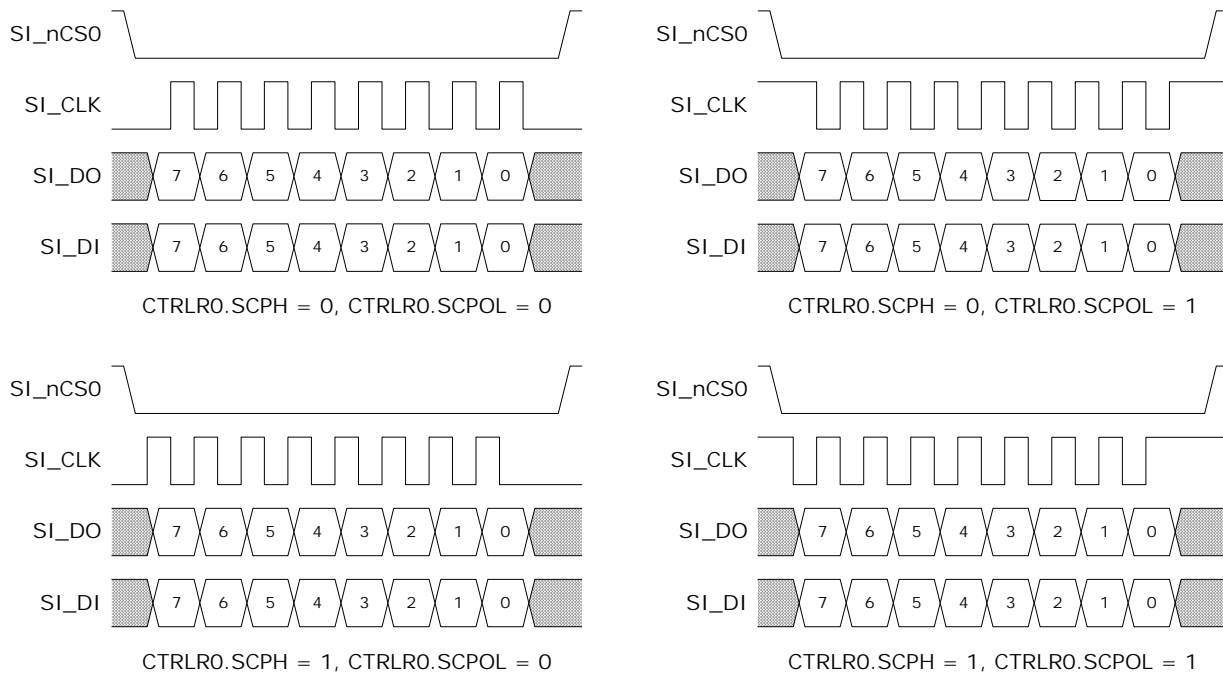 SI_nCS0
SI_CLK
SI_DO 7 6 5 4 3 2 1 0
SI_DI 7 6 5 4 3 2 1 0
CTRLR0.SCPH = 0, CTRLR0.SCPOL = 0
SI_nCS0
SI_CLK
SI_DO 7 6 5 4 3 2 1 0
SI_DI 7 6 5 4 3 2 1 0
CTRLR0.SCPH = 0, CTRLR0.SCPOL = 1
SI_nCS0
SI_CLK
SI_DO 7 6 5 4 3 2 1 0
SI_DI 7 6 5 4 3 2 1 0
CTRLR0.SCPH = 1, CTRLR0.SCPOL = 0
SI_nCS0
SI_CLK
SI_DO 7 6 5 4 3 2 1 0
SI_DI 7 6 5 4 3 2 1 0
CTRLR0.SCPH = 1, CTRLR0.SCPOL = 1